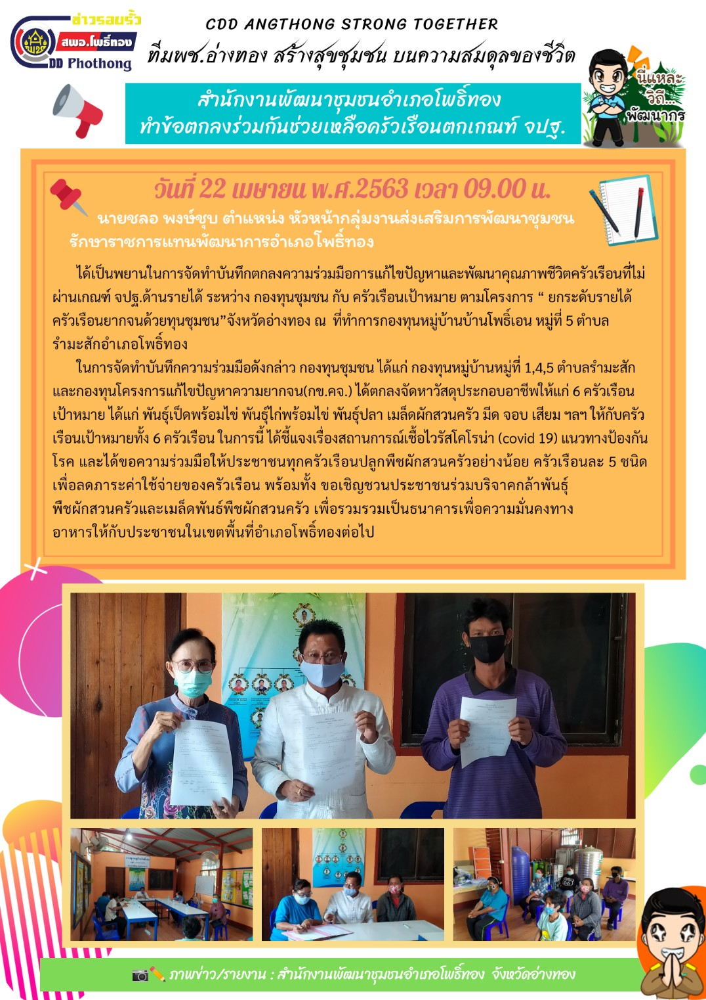 ข่าวรอบรั้ว
สพอ.โพธิ์ทอง
CDD Phothong
CDD ANGTHONG STRONG TOGETHER
ทีมพช.อ่างทอง สร้างสุขชุมชน บนความสมดุลของชีวิต
นี่แหละ
วิถี...
พัฒนากร
สำนักงานพัฒนาชุมชนอำเภอโพธิ์ทอง
ทำข้อตกลงร่วมกันช่วยเหลือครัวเรือนตกเกณฑ์ จปฐ.
วันที่ 22 เมษายน พ.ศ.2563 เวลา 09.00 น.
นายชลอ พงษ์ชุบ ตำแหน่ง หัวหน้ากลุ่มงานส่งเสริมการพัฒนาชุมชน
รักษาราชการแทนพัฒนาการอำเภอโพธิ์ทอง
ได้เป็นพยานในการจัดทำบันทึกตกลงความร่วมมือการแก้ไขปัญหาและพัฒนาคุณภาพชีวิตครัวเรือนที่ไม่
ผ่านเกณฑ์ จปฐ.ด้านรายได้ ระหว่าง กองทุนชุมชน กับ ครัวเรือนเป้าหมาย ตามโครงการ “ ยกระดับรายได้
ครัวเรือนยากจนด้วยทุนชุมชน”จังหวัดอ่างทอง ณ ที่ทำการกองทุนหมู่บ้านบ้านโพธิ์เอน หมู่ที่ 5 ตำบล
รำมะสักอำเภอโพธิ์ทอง
ในการจัดทำบันทึกความร่วมมือดังกล่าว กองทุนชุมชน ได้แก่ กองทุนหมู่บ้านหมู่ที่ 1,4,5 ตำบลรำมะสัก
และกองทุนโครงการแก้ไขปัญหาความยากจน(กข.คจ.) ได้ตกลงจัดหาวัสดุประกอบอาชีพให้แก่ 6 ครัวเรือน
เป้าหมาย ได้แก่ พันธุ์เป็ดพร้อมไข่ พันธุ์ไก่พร้อมไข่ พันธุ์ปลา เมล็ดผักสวนครัว มีด จอบ เสียม ฯลฯ ให้กับครัว
เรือนเป้าหมายทั้ง 6 ครัวเรือน ในการนี้ ได้ชี้แจงเรื่องสถานการณ์เชื้อไวรัสโคโรน่า (covid 19) แนวทางป้องกัน
โรค และได้ขอความร่วมมือให้ประชาชนทุกครัวเรือนปลูกพืชผักสวนครัวอย่างน้อย ครัวเรือนละ 5 ชนิด
เพื่อลดภาระค่าใช้จ่ายของครัวเรือน พร้อมทั้ง ขอเชิญชวนประชาชนร่วมบริจาคกล้าพันธุ์
พืชผักสวนครัวและเมล็ดพันธ์พืชผักสวนครัว เพื่อรวมรวมเป็นธนาคารเพื่อความมั่นคงทาง
อาหารให้กับประชาชนในเขตพื้นที่อำเภอโพธิ์ทองต่อไป
ภาพข่าว/รายงาน : สำนักงานพัฒนาชุมชนอำเภอโพธิ์ทอง จังหวัดอ่างทอง